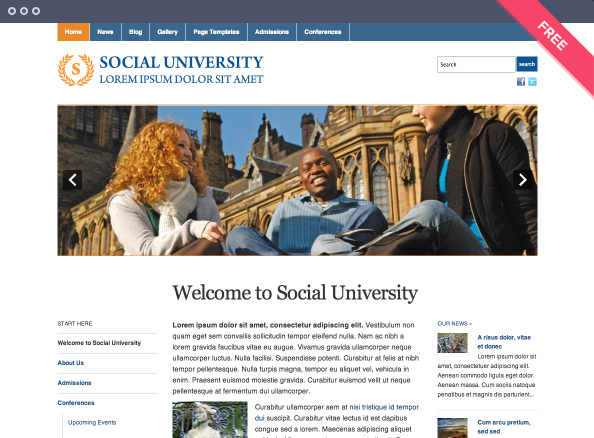 Home News Blog Gallery Page Templates Admissions Conferences
FREE
S
SOCIAL UNIVERSITY
LOREM IPSUM DOLOR SIT AMET
Search search
Welcome to Social University
START HERE
Welcome to Social University
About Us
Admissions
Conferences
Upcoming Events
Lorem ipsum dolor sit amet, consectetur adipiscing elit. Vestibulum non
quam eget sem convallis sollicitudin tempor eleifend nulla. Nam ac nibh a
lorem gravida faucibus vitae eu augue. Vivamus gravida ullamcorper neque
ullamcorper luctus. Nulla facilisi. Suspendisse potenti. Curabitur at felis at nibh
tempor pellentesque. Nulla turpis magna, tempor eu aliquet vel, vehicula in
enim. Praesent euismod molestie gravida. Curabitur euismod velit ut neque
pellentesque at fermentum dui ullamcorper.
Curabitur ullamcorper sem at nisi tristique id tempor
dui suscipit. Curabitur vitae lectus id est dapibus
OUR NEWS »
A risus dolor, vitae
et donec
Lorem ipsum dolor sit
amet, consectetuer adipiscing elit.
Aenean commodo ligula eget dolor.
Aenean massa. Cum sociis natoque
penatibus et magnis dis parturient...
Cum arcu pretium,
sed sed